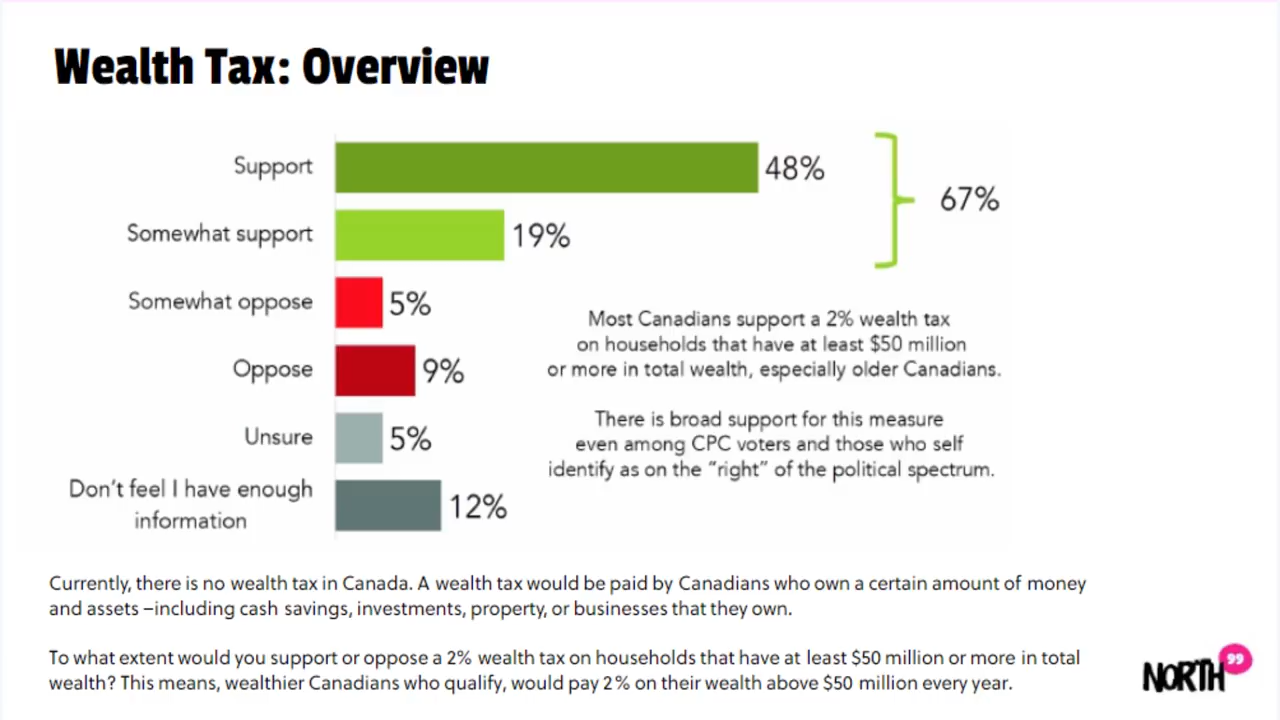 Wealth Tax: Overview
Support
48%
67%
Somewhat support
19%
Somewhat oppose
5%
Most Canadians support a 2% wealth tax
on households that have at least $50 million
or more in total wealth, especially older Canadians.
Oppose
9%
There is broad support for this measure
even among CPC voters and those who self
identify as on the “right” of the political spectrum.
Unsure
5%
Don’t feel I have enough
information
12%
Currently, there is no wealth tax in Canada. A wealth tax would be paid by Canadians who own a certain amount of money
and assets –including cash savings, investments, property, or businesses that they own.
To what extent would you support or oppose a 2% wealth tax on households that have at least $50 million or more in total
wealth? This means, wealthier Canadians who qualify, would pay 2% on their wealth above $50 million every year.
NORTH 99